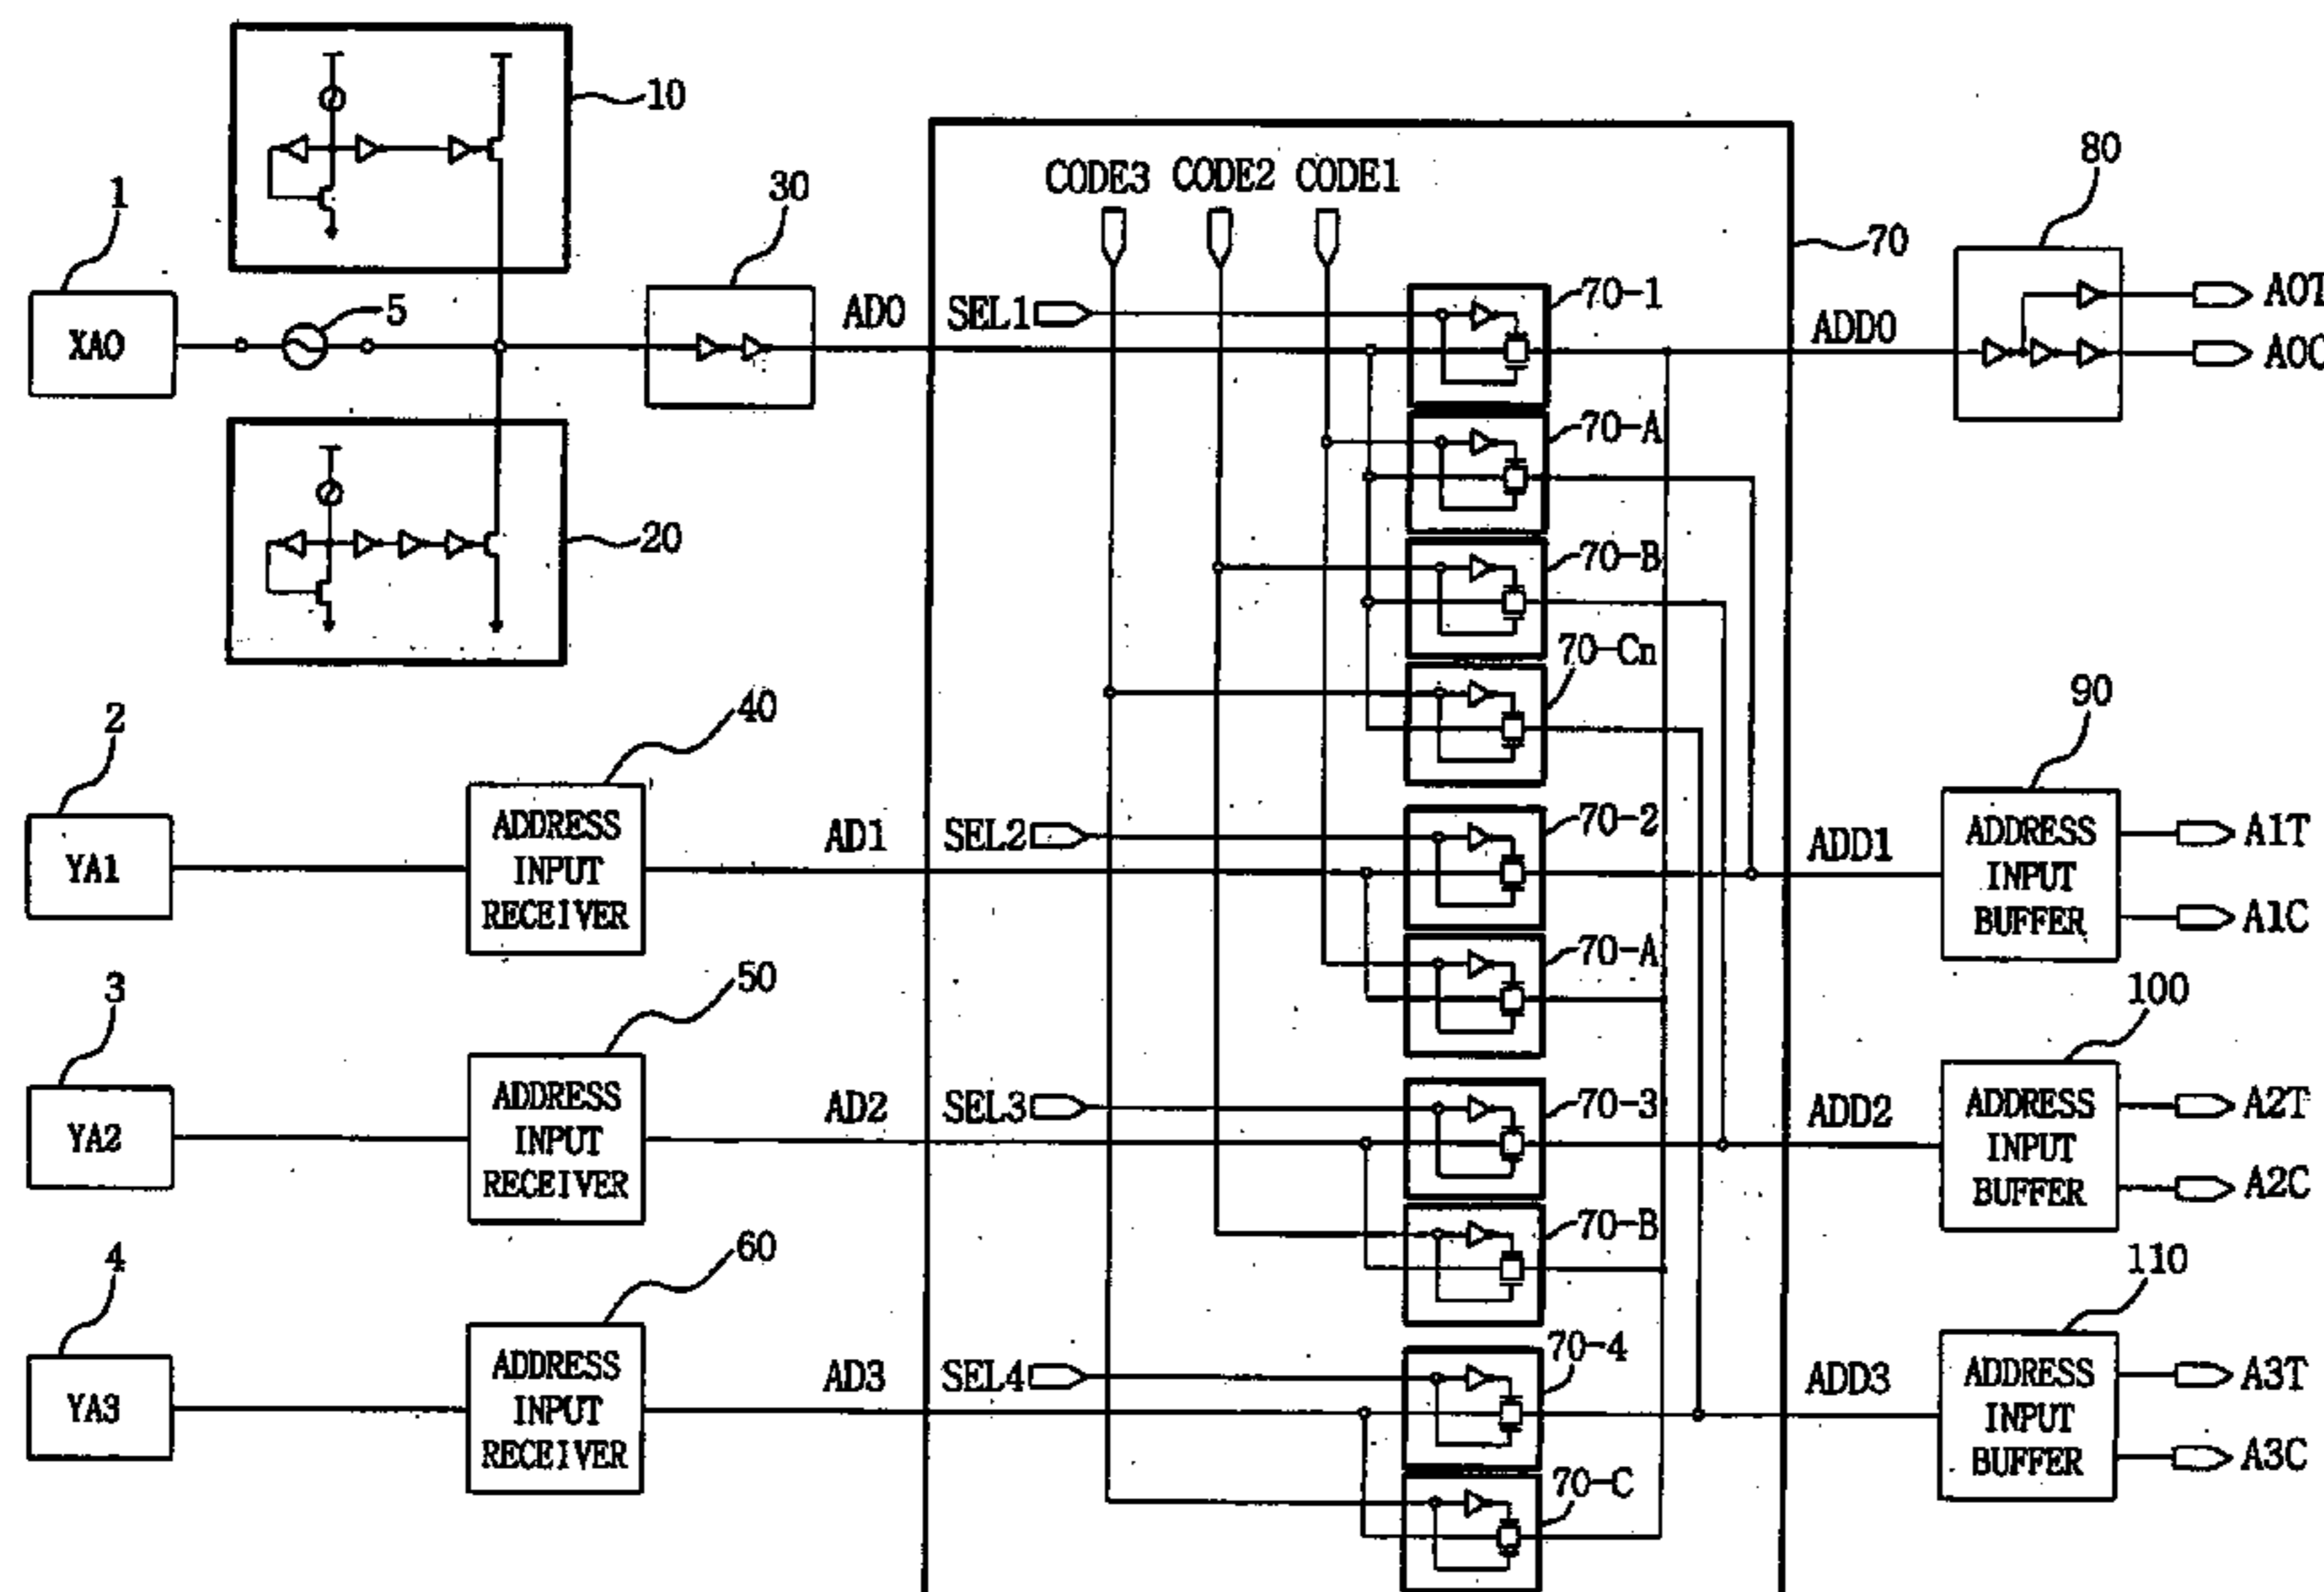 10
CODE3 CODE2 CODE1
80
1
30
70
XA0
5
AD0
SEL1
70-1
ADD0
A0T
A0C
70-A
20
70-B
70-Cn
2
40
90
YA1
ADDRESS
INPUT
RECEIVER
AD1
SEL2
70-2
ADD1
ADDRESS
INPUT
BUFFER
A1T
A1C
70-A
3
50
100
YA2
ADDRESS
INPUT
RECEIVER
AD2
SEL3
70-3
ADD2
ADDRESS
INPUT
BUFFER
A2T
A2C
70-B
4
60
110
YA3
ADDRESS
INPUT
RECEIVER
AD3
SEL4
70-4
ADD3
ADDRESS
INPUT
BUFFER
A3T
A3C
70-C